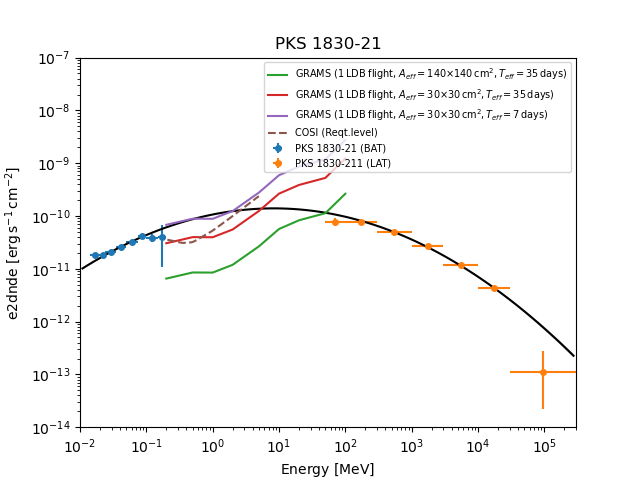 PKS 1830-21
GRAMS (1 LDB flight, A_eff = 140×140 cm², T_eff = 35 days)
GRAMS (1 LDB flight, A_eff = 30×30 cm², T_eff = 35 days)
GRAMS (1 LDB flight, A_eff = 30×30 cm², T_eff = 7 days)
COSI (Reqt.level)
PKS 1830-21 (BAT)
PKS 1830-211 (LAT)
e2dnde [erg s⁻¹ cm⁻²]
10⁻⁷
10⁻⁸
10⁻⁹
10⁻¹⁰
10⁻¹¹
10⁻¹²
10⁻¹³
10⁻¹⁴
10⁻² 10⁻¹ 10⁰ 10¹ 10² 10³ 10⁴ 10⁵
Energy [MeV]